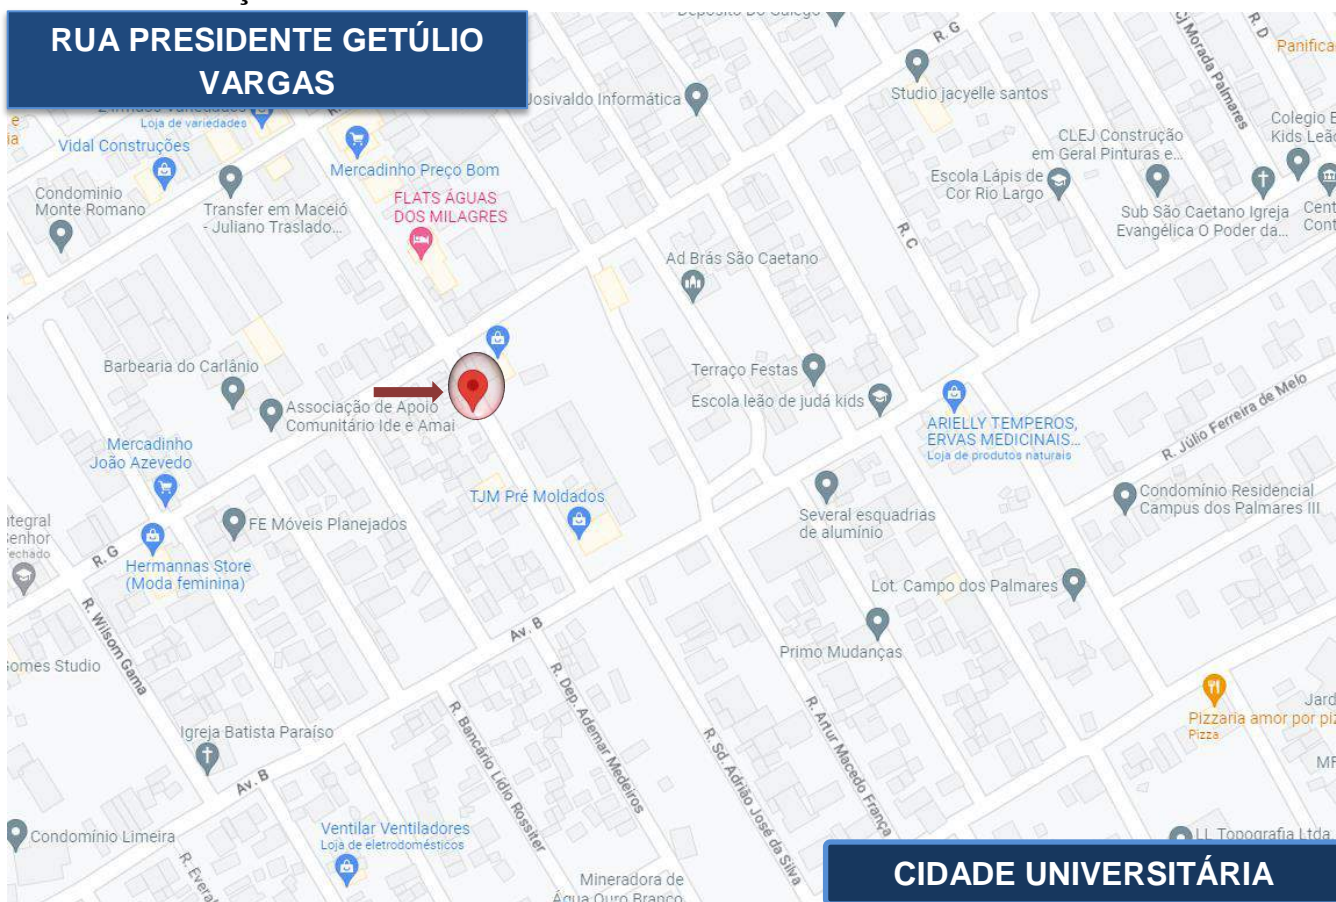 RUA PRESIDENTE GETÚLIO
VARGAS
R. G
R. D
Cj Morada Palmares
Josivaldo Informática
Studio jacyelle santos
Loja de variedades
Vidal Construções
Mercadinho Preço Bom
CLEJ Construção
em Geral Pinturas e...
Colegio
Kids Leão
Condominio
Monte Romano
Transfer em Maceió
- Juliano Traslado...
FLATS ÁGUAS
DOS MILAGRES
Escola Lápis de
Cor Rio Largo
Sub São Caetano Igreja
Evangélica O Poder da...
R. C
Ad Brás São Caetano
Barbearia do Carlânio
Terraço Festas
Escola leão de judá kids
Associação de Apoio
Comunitário Ide e Amai
ARIELLY TEMPEROS,
ERVAS MEDICINAIS...
Loja de produtos naturais
R. Júlio Ferreira de Melo
Mercadinho
João Azevedo
TJM Pré Moldados
Several esquadrias
de alumínio
Condomínio Residencial
Campus dos Palmares III
FE Móveis Planejados
R. G
Hermannas Store
(Moda feminina)
Lot. Campo dos Palmares
R. Wilsom Gama
Av. B
Primo Mudanças
R. Dep. Ademar Medeiros
R. Bancário Lídio Rossiter
R. Sd. Adrião José da Silva
R. Artur Macedo França
Pizzaria amor por
Pizza
Igreja Batista Paraíso
Av. B
Condomínio Limeira
Ventilar Ventiladores
Loja de eletrodomésticos
LL Topografia Ltda
Mineradora de
Água Ouro Branco
CIDADE UNIVERSITÁRIA